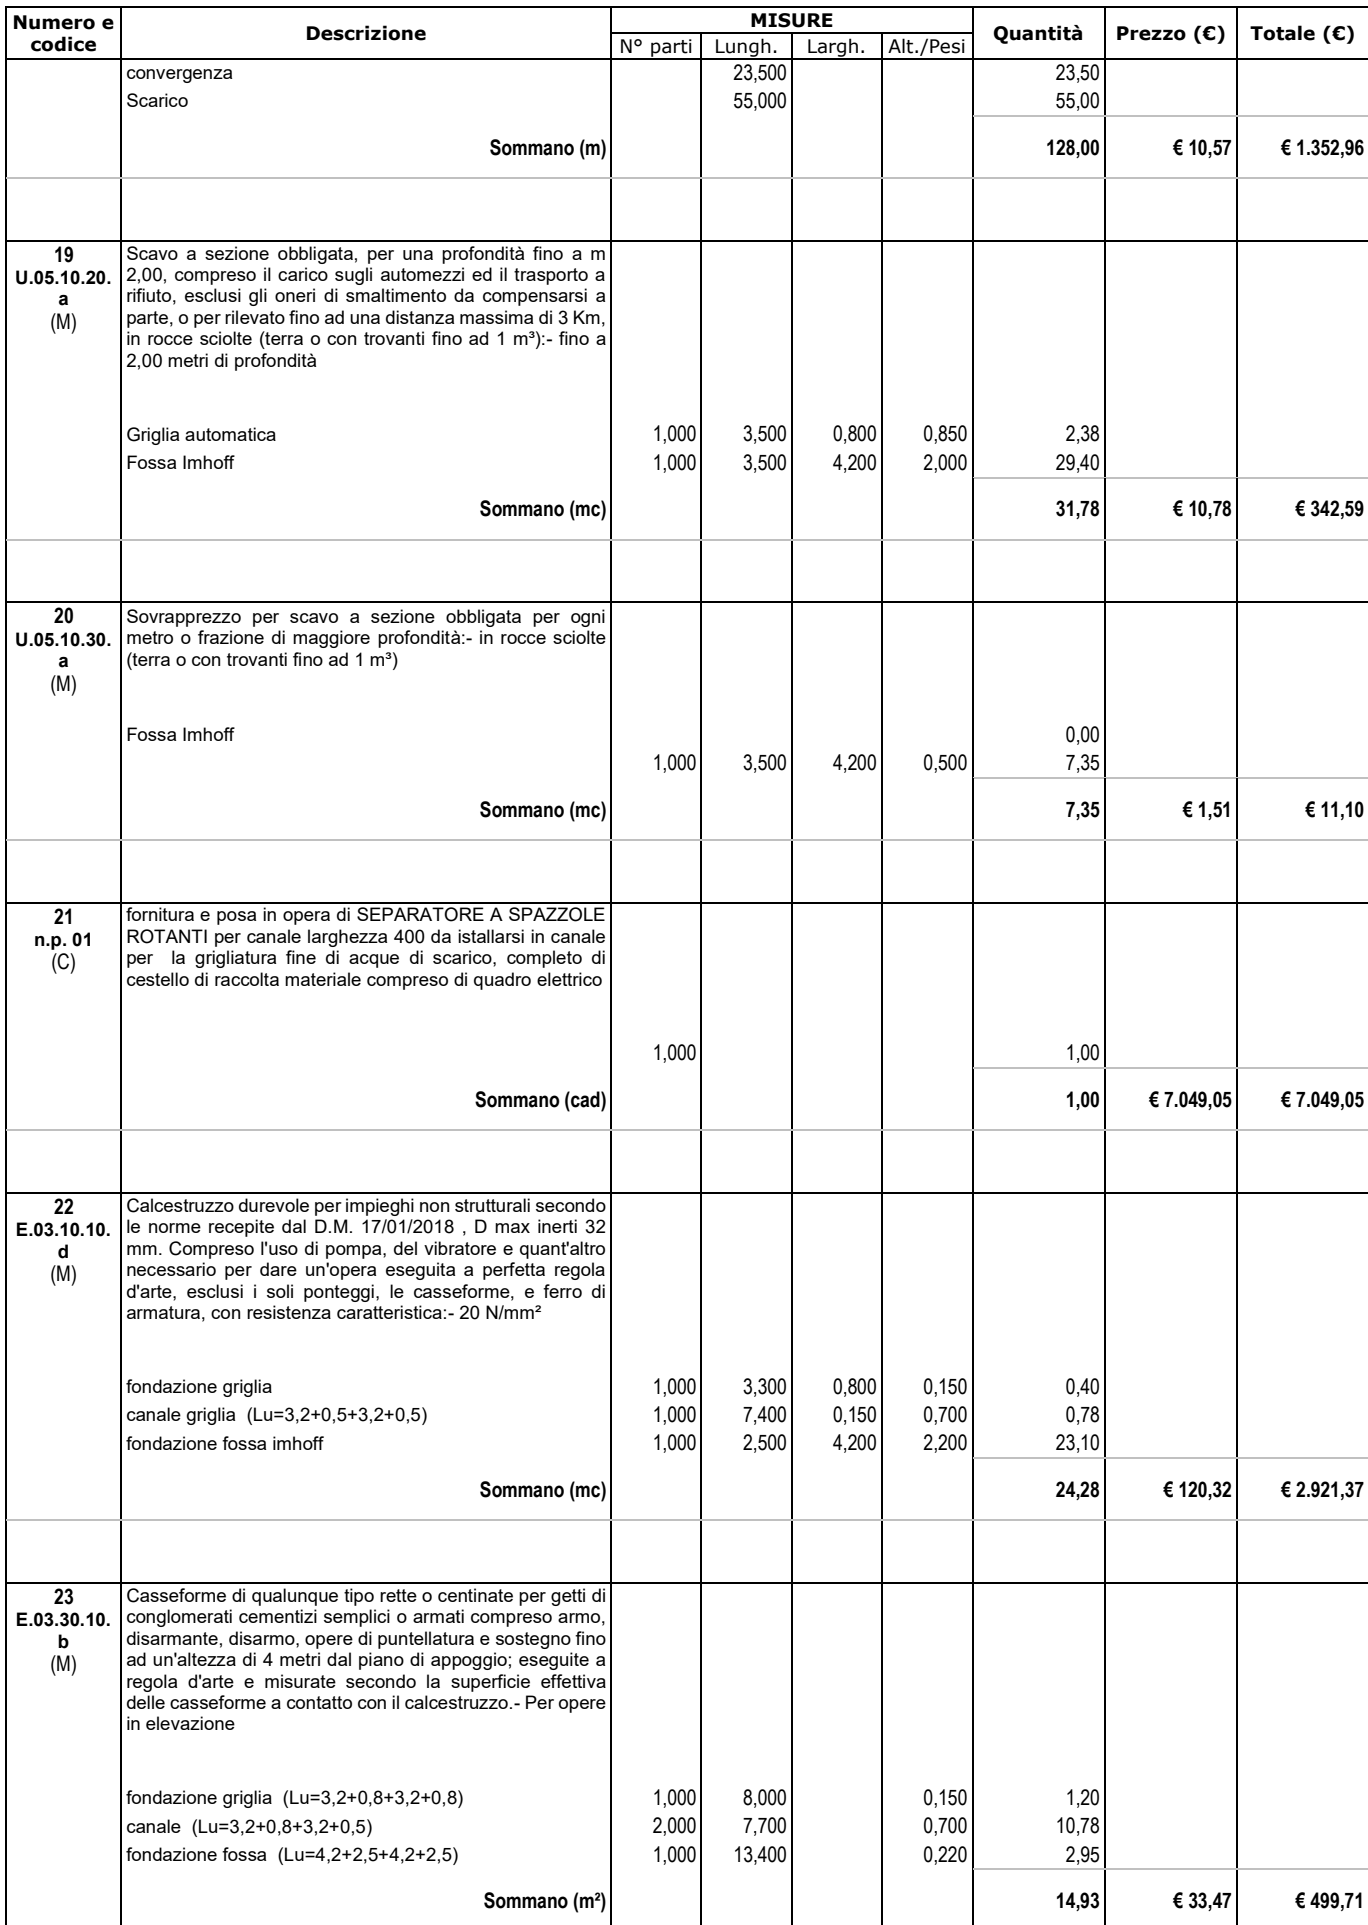 Numero e codice Descrizione MISURE Quantità Prezzo (€) Totale (€)
N° parti Lungh. Largh. Alt./Pesi
convergenza 23,500 23,50
Scarico 55,000 55,00
Sommano (m) 128,00 € 10,57 € 1.352,96
19
U.05.10.20.
a
(M)
Scavo a sezione obbligata, per una profondità fino a m
2,00, compreso il carico sugli automezzi ed il trasporto a
rifiuto, esclusi gli oneri di smaltimento da compensarsi a
parte, o per rilevato fino ad una distanza massima di 3 Km,
in rocce sciolte (terra o con trovanti fino ad 1 m³):- fino a
2,00 metri di profondità
Griglia automatica 1,000 3,500 0,800 0,850 2,38
Fossa Imhoff 1,000 3,500 4,200 2,000 29,40
Sommano (mc) 31,78 € 10,78 € 342,59
20
U.05.10.30.
a
(M)
Sovrapprezzo per scavo a sezione obbligata per ogni
metro o frazione di maggiore profondità:- in rocce sciolte
(terra o con trovanti fino ad 1 m³)
Fossa Imhoff 0,00
1,000 3,500 4,200 0,500 7,35
Sommano (mc) 7,35 € 1,51 € 11,10
21
n.p. 01
(C)
fornitura e posa in opera di SEPARATORE A SPAZZOLE
ROTANTI per canale larghezza 400 da istallarsi in canale
per la grigliatura fine di acque di scarico, completo di
cestello di raccolta materiale compreso di quadro elettrico
1,000 1,00
Sommano (cad) 1,00 € 7.049,05 € 7.049,05
22
E.03.10.10.
d
(M)
Calcestruzzo durevole per impieghi non strutturali secondo
le norme recepite dal D.M. 17/01/2018 , D max inerti 32
mm. Compreso l'uso di pompa, del vibratore e quant'altro
necessario per dare un'opera eseguita a perfetta regola
d'arte, esclusi i soli ponteggi, le casseforme, e ferro di
armatura, con resistenza caratteristica:- 20 N/mm²
fondazione griglia 1,000 3,300 0,800 0,150 0,40
canale griglia (Lu=3,2+0,5+3,2+0,5) 1,000 7,400 0,150 0,700 0,78
fondazione fossa imhoff 1,000 2,500 4,200 2,200 23,10
Sommano (mc) 24,28 € 120,32 € 2.921,37
23
E.03.30.10.
b
(M)
Casseforme di qualunque tipo rette o centinate per getti di
conglomerati cementizi semplici o armati compreso armo,
disarmante, disarmo, opere di puntellatura e sostegno fino
ad un'altezza di 4 metri dal piano di appoggio; eseguite a
regola d'arte e misurate secondo la superficie effettiva
delle casseforme a contatto con il calcestruzzo.- Per opere
in elevazione
fondazione griglia (Lu=3,2+0,8+3,2+0,8) 1,000 8,000 0,150 1,20
canale (Lu=3,2+0,8+3,2+0,5) 2,000 7,700 0,700 10,78
fondazione fossa (Lu=4,2+2,5+4,2+2,5) 1,000 13,400 0,220 2,95
Sommano (m²) 14,93 € 33,47 € 499,71